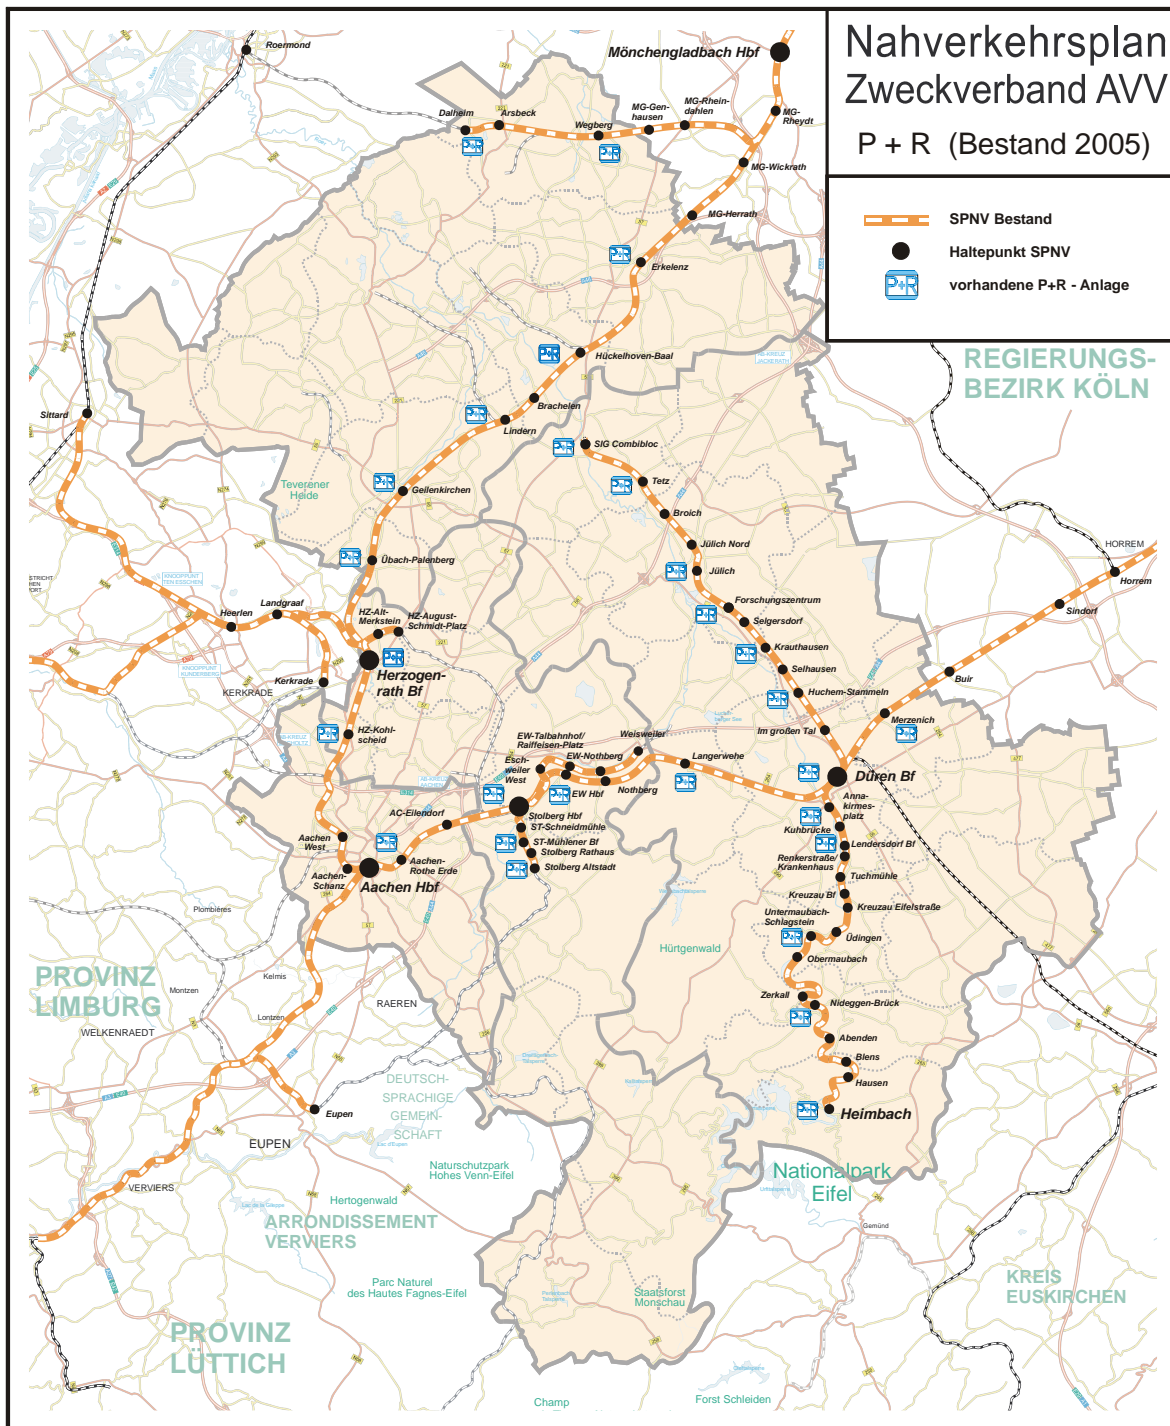 Nahverkehrsplan
Zweckverband AVV
P + R (Bestand 2005)
SPNV Bestand
Haltepunkt SPNV
P+R
vorhandene P+R - Anlage
REGIERUNGS-
BEZIRK KÖLN
Roermond
Mönchengladbach Hbf
MG-Rheydt
MG-Gen-
hausen
MG-Rhein-
dahlen
Dalheim
Arsbeck
Wegberg
MG-Wickrath
MG-Herrath
Erkelenz
Hückelhoven-Baal
Brachelen
Lindern
Sittard
SIG Combibloc
Teverener
Heide
Geilenkirchen
Tetz
Broich
Jülich Nord
Jülich
Übach-Palenberg
HORREM
Horrem
Sindorf
Forschungszentrum
Selgersdorf
Landgraaf
Heerlen
HZ-Alt-
Merkstein
HZ-August-
Schmidt-Platz
Krauthausen
Selhausen
Buir
Kerkrade
KERKRADE
Herzogen-
rath Bf
Huchem-Stammeln
Merzenich
HZ-Kohl-
scheid
Im großen Tal
EW-Talbahnhof/
Raiffeisen-Platz
Weisweiler
Esch-
weiler
West
EW-Nothberg
Langerwehe
EW Hbf
Nothberg
Düren Bf
Anna-
kirmes-
platz
Stolberg Hbf
AC-Eilendorf
ST-Schneidmühle
Kuhbrücke
Aachen
West
ST-Mühlener Bf
Stolberg Rathaus
Lendersdorf Bf
Renkerstraße/
Krankenhaus
Aachen-
Rothe Erde
Stolberg Altstadt
Aachen-
Schanz
Aachen Hbf
Tuchmühle
Kreuzau Bf
Kreuzau Eifelstraße
Plombières
Untermaubach-
Schlagstein
Üdingen
Hürtgenwald
Obermaubach
PROVINZ
LIMBURG
Kelmis
Montzen
Zerkall
Nideggen-Brück
RAEREN
Lontzen
WELKENRAEDT
Abenden
Blens
Hausen
DEUTSCH-
SPRACHIGE
GEMEIN-
SCHAFT
Eupen
Heimbach
EUPEN
Naturschutzpark
Hohes Venn-Eifel
Nationalpark
Eifel
VERVIERS
Hertogenwald
ARRONDISSEMENT
VERVIERS
Gemünd
Parc Naturel
des Hautes Fagnes-Eifel
Staatsforst
Monschau
KREIS
EUSKIRCHEN
PROVINZ
LÜTTICH
Champ
Forst Schleiden